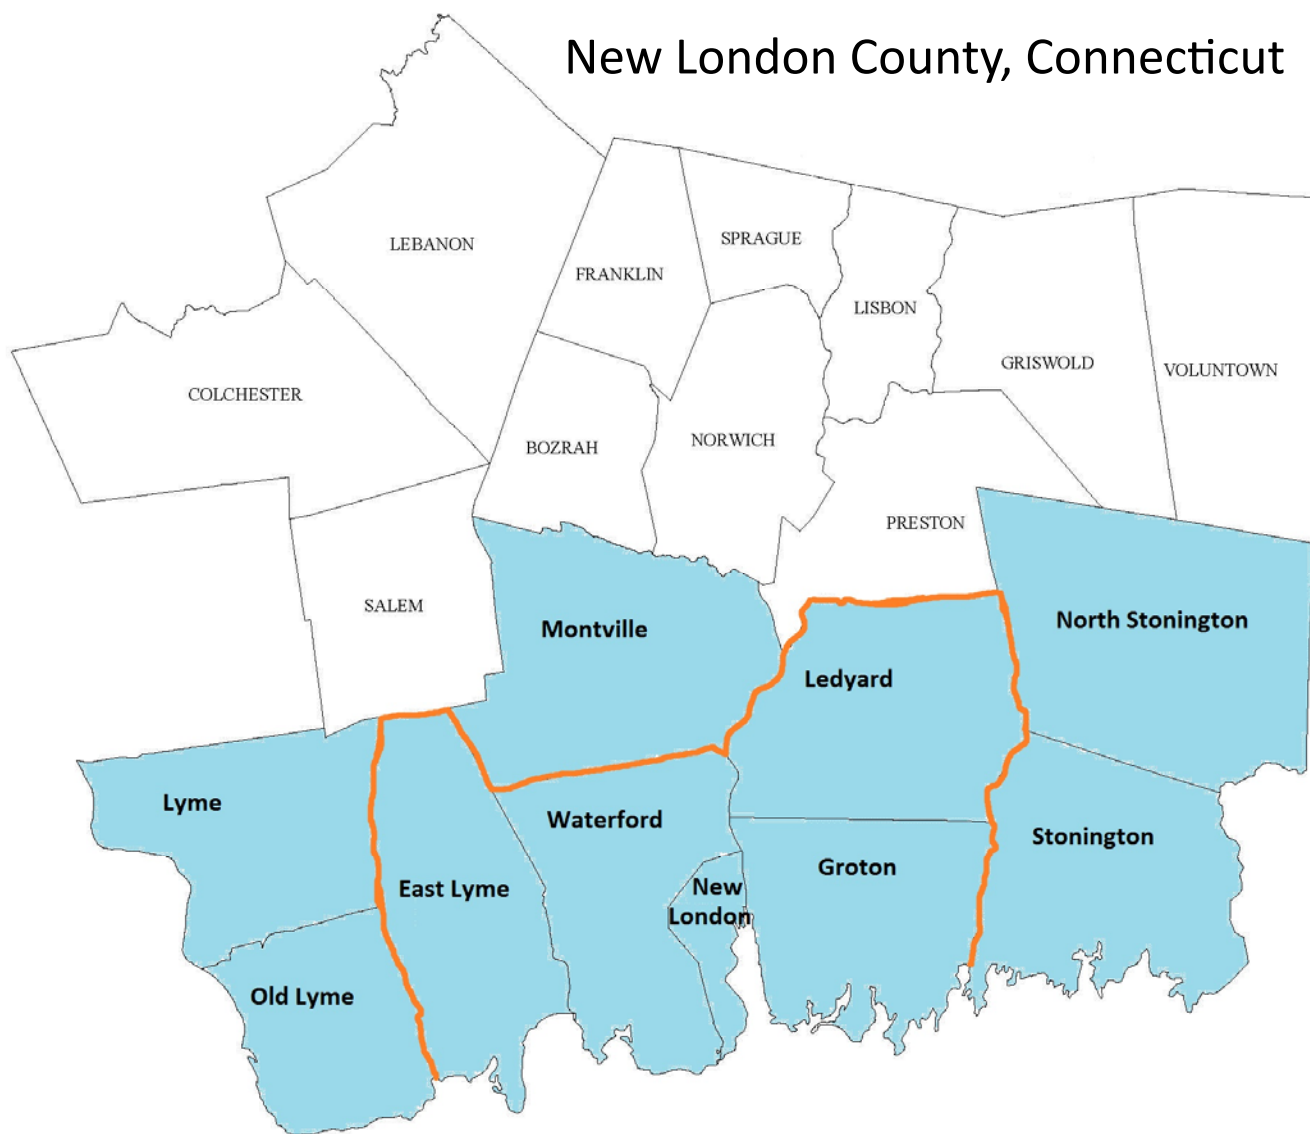 New London County, Connecticut
LEBANON
FRANKLIN
SPRAGUE
LISBON
GRISWOLD
VOLUNTOWN
COLCHESTER
BOZRAH
NORWICH
PRESTON
SALEM
Montville
North Stonington
Ledyard
Lyme
Waterford
Stonington
East Lyme
New
London
Groton
Old Lyme